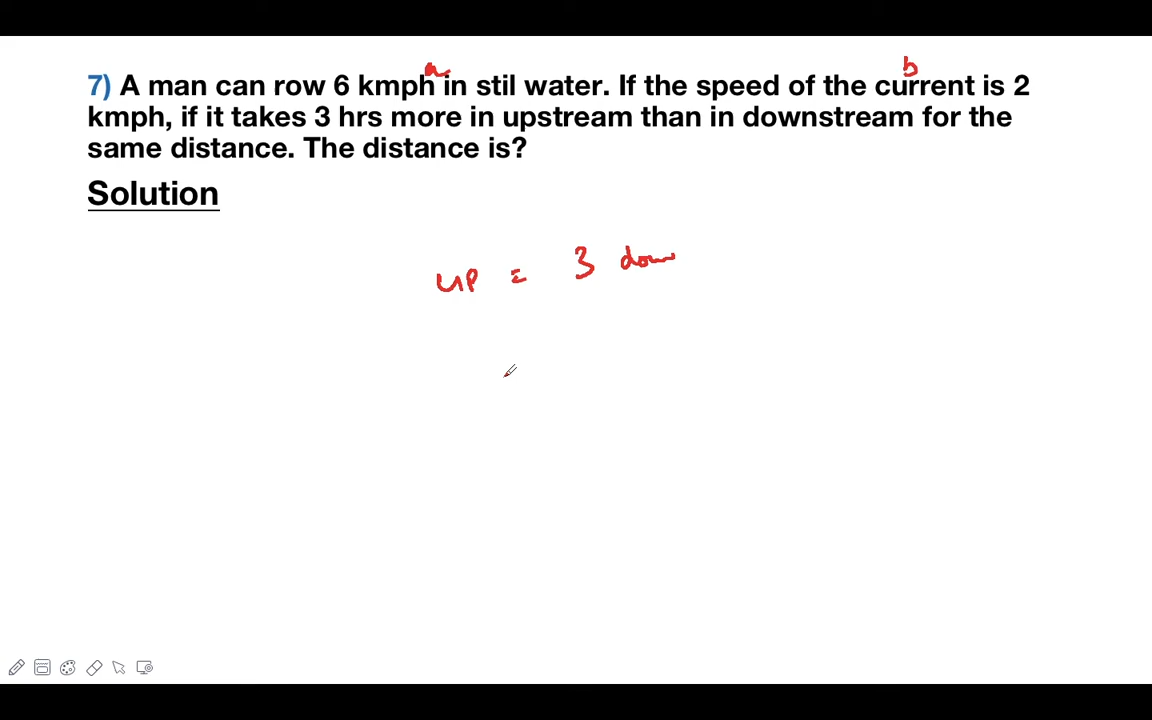 a b
7) A man can row 6 kmph in stil water. If the speed of the current is 2
kmph, if it takes 3 hrs more in upstream than in downstream for the
same distance. The distance is?
Solution
up = 3 down